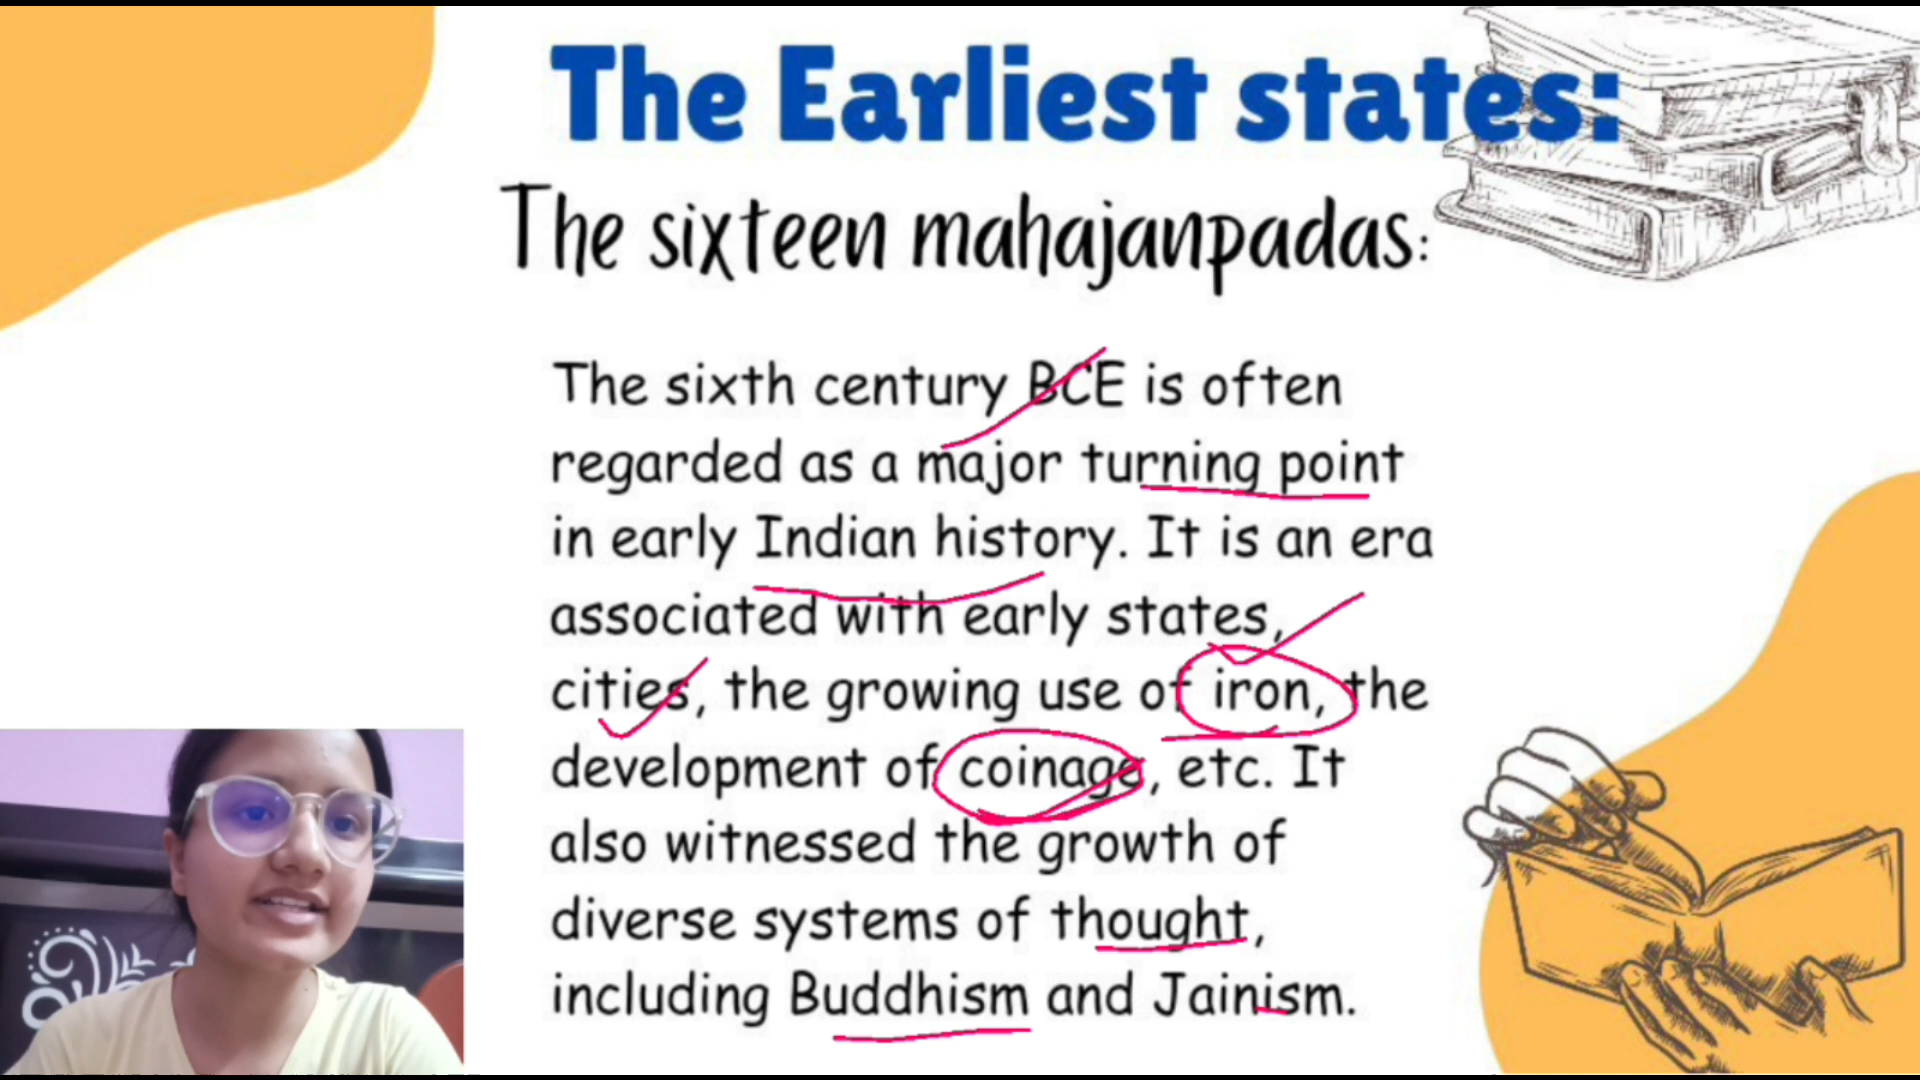 The Earliest states:
The sixteen mahajanpadas:
The sixth century BCE is often
regarded as a major turning point
in early Indian history. It is an era
associated with early states,
cities, the growing use of iron, the
development of coinage, etc. It
also witnessed the growth of
diverse systems of thought,
including Buddhism and Jainism.